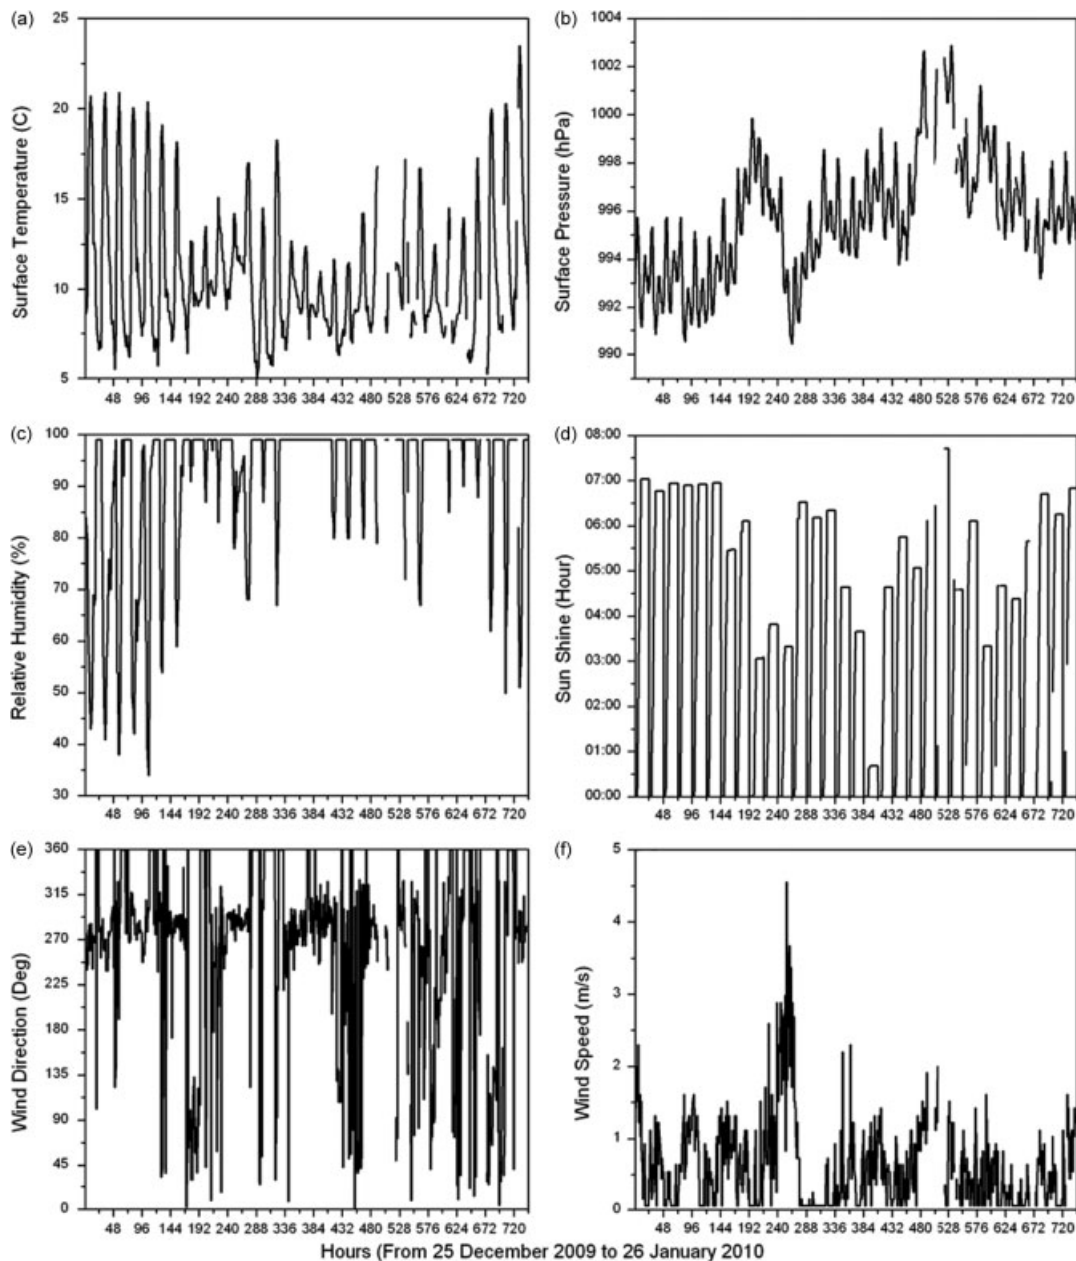 (a)
25
20
15
10
5
Surface Temperature (C)
48 96 144 192 240 288 336 384 432 480 528 576 624 672 720
(b)
1004
1002
1000
998
996
994
992
990
Surface Pressure (hPa)
48 96 144 192 240 288 336 384 432 480 528 576 624 672 720
(c)
100
90
80
70
60
50
40
30
Relative Humidity (%)
48 96 144 192 240 288 336 384 432 480 528 576 624 672 720
(d)
08:00
07:00
06:00
05:00
04:00
03:00
01:00
00:00
Sun Shine (Hour)
48 96 144 192 240 288 336 384 432 480 528 576 624 672 720
(e)
360
315
270
225
180
135
90
45
0
Wind Direction (Deg)
48 96 144 192 240 288 336 384 432 480 528 576 624 672 720
(f)
5
4
3
2
1
0
Wind Speed (m/s)
48 96 144 192 240 288 336 384 432 480 528 576 624 672 720
Hours (From 25 December 2009 to 26 January 2010